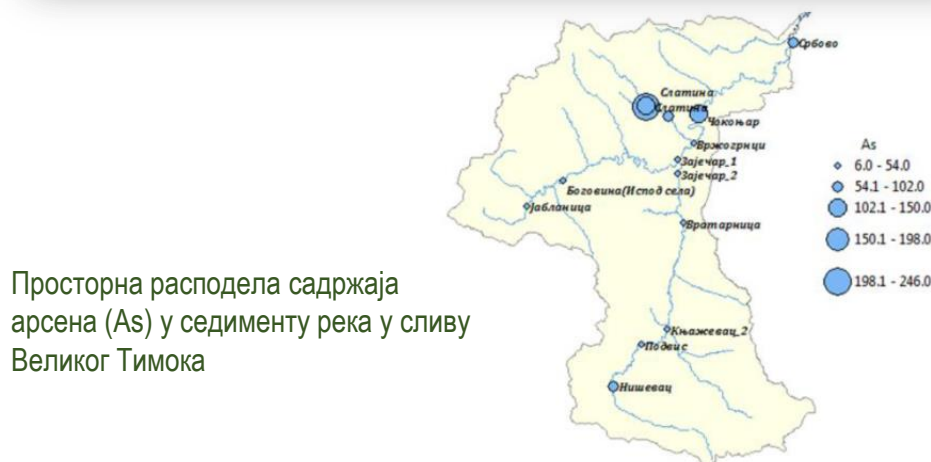 Србово
Слатина
Слатина
Чокоњар
Вржогрнци
Зајечар_1
Зајечар_2
Боговина(Испод села)
Јабланица
Вратарница
Књажевац_2
Подвис
Нишевац
As
6.0 - 54.0
54.1 - 102.0
102.1 - 150.0
150.1 - 198.0
198.1 - 246.0
Просторна расподела садржаја
арсена (As) у седименту река у сливу
Великог Тимока